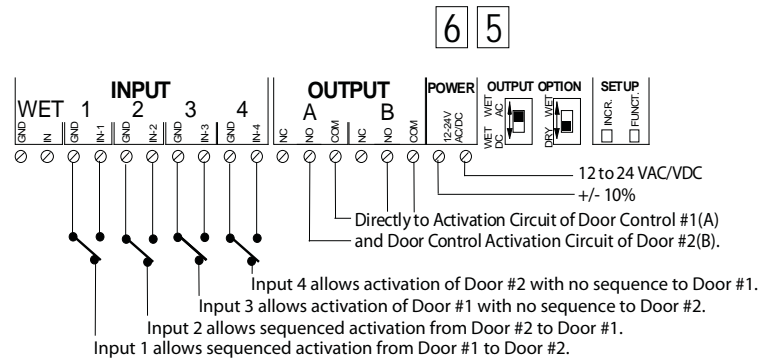 6 5
INPUT OUTPUT POWER OUTPUT OPTION SETUP
WET 1 2 3 4 A B
GND IN GND IN-1 GND IN-2 GND IN-3 GND IN-4 NC NO COM NC NO COM 12-24V AC/DC WET DC WET AC DRY WET INCR. FUNCT.
12 to 24 VAC/VDC
+/- 10%
Directly to Activation Circuit of Door Control #1(A)
and Door Control Activation Circuit of Door #2(B).
Input 4 allows activation of Door #2 with no sequence to Door #1.
Input 3 allows activation of Door #1 with no sequence to Door #2.
Input 2 allows sequenced activation from Door #2 to Door #1.
Input 1 allows sequenced activation from Door #1 to Door #2.